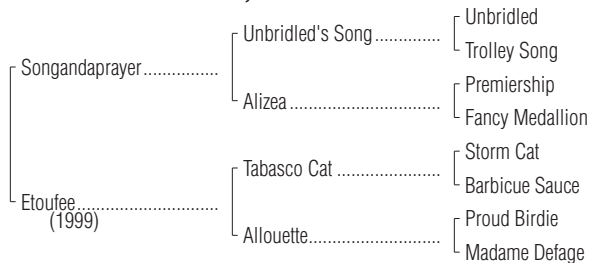 Unbridled
Unbridled's Song..............
Trolley Song
Songandaprayer................
Premiership
Alizea................................
Fancy Medallion
Storm Cat
Tabasco Cat ......................
Barbicue Sauce
Etoufee..............................
(1999)
Proud Birdie
Allouette............................
Madame Defage